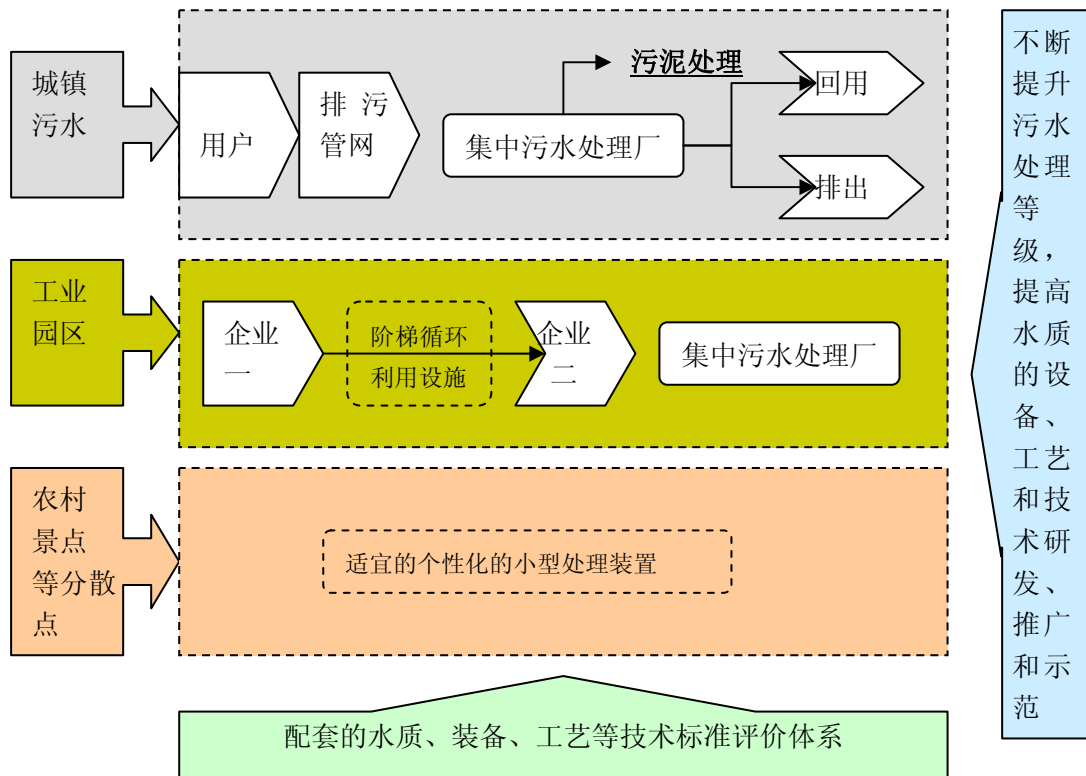 城镇
污水
用户
排 污
管网
污泥处理
集中污水处理厂
回用
排出
工业
园区
企业
一
阶梯循环
利用设施
企业
二
集中污水处理厂
农村
景点
等分散
点
适宜的个性化的小型处理装置
配套的水质、装备、工艺等技术标准评价体系
不断
提升
污水
处理
等
级，
提高
水质
的设
备、
工艺
和技
术研
发、
推广
和示
范